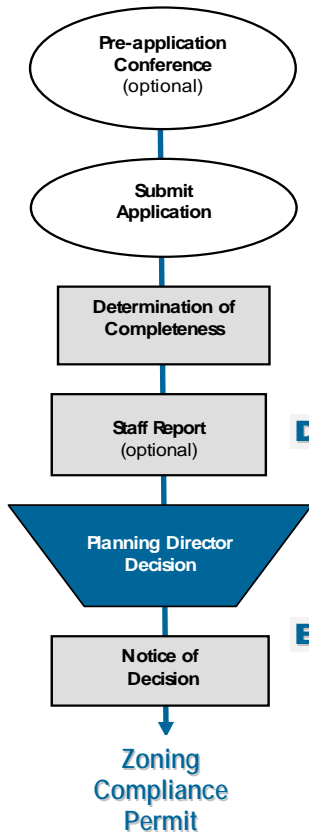 Pre-application
Conference
(optional)
Submit
Application
Determination of
Completeness
Staff Report
(optional)
D
Planning Director
Decision
E
Notice of
Decision
Zoning
Compliance
Permit